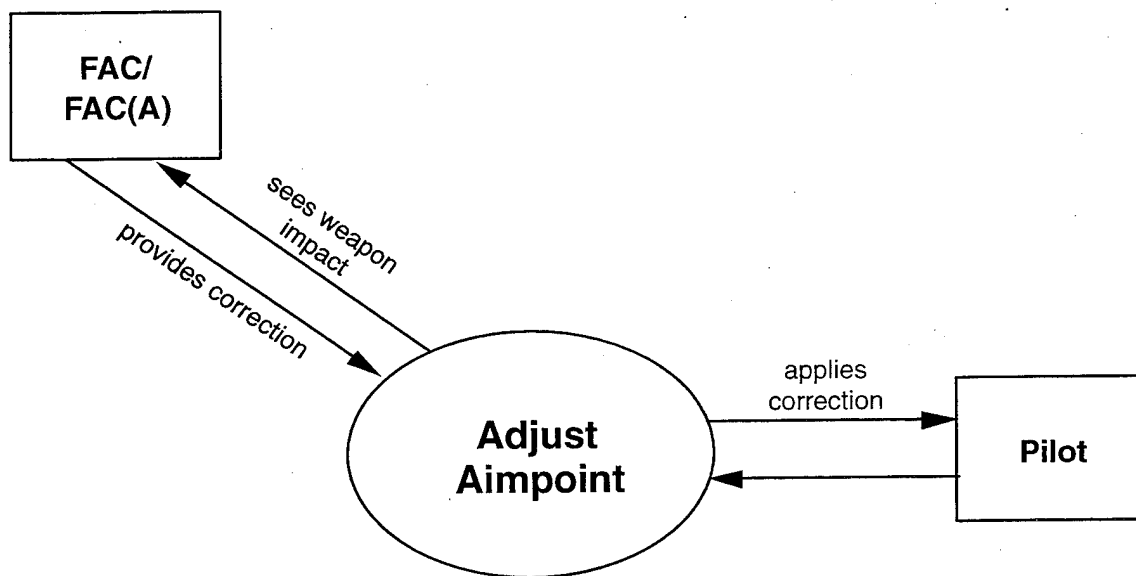 FAC/
FAC(A)
sees weapon
impact
provides correction
applies
correction
Adjust
Aimpoint
Pilot